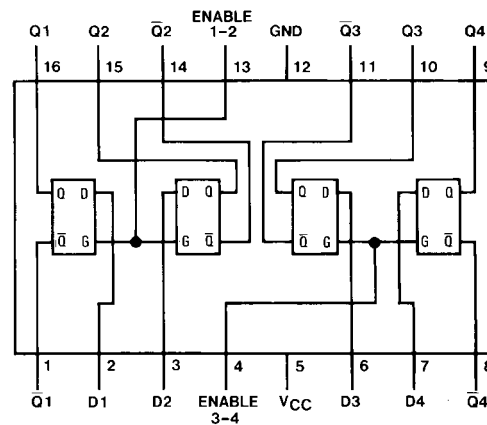 Q1 Q2 Q̅2 ENABLE 1-2 GND Q̅3 Q3 Q4
16 15 14 13 12 11 10 9
Q D D Q Q D D Q
Q̅ G G Q̅ Q̅ G G Q̅
1 2 3 4 5 6 7 8
Q̅1 D1 D2 ENABLE 3-4 VCC D3 D4 Q̅4